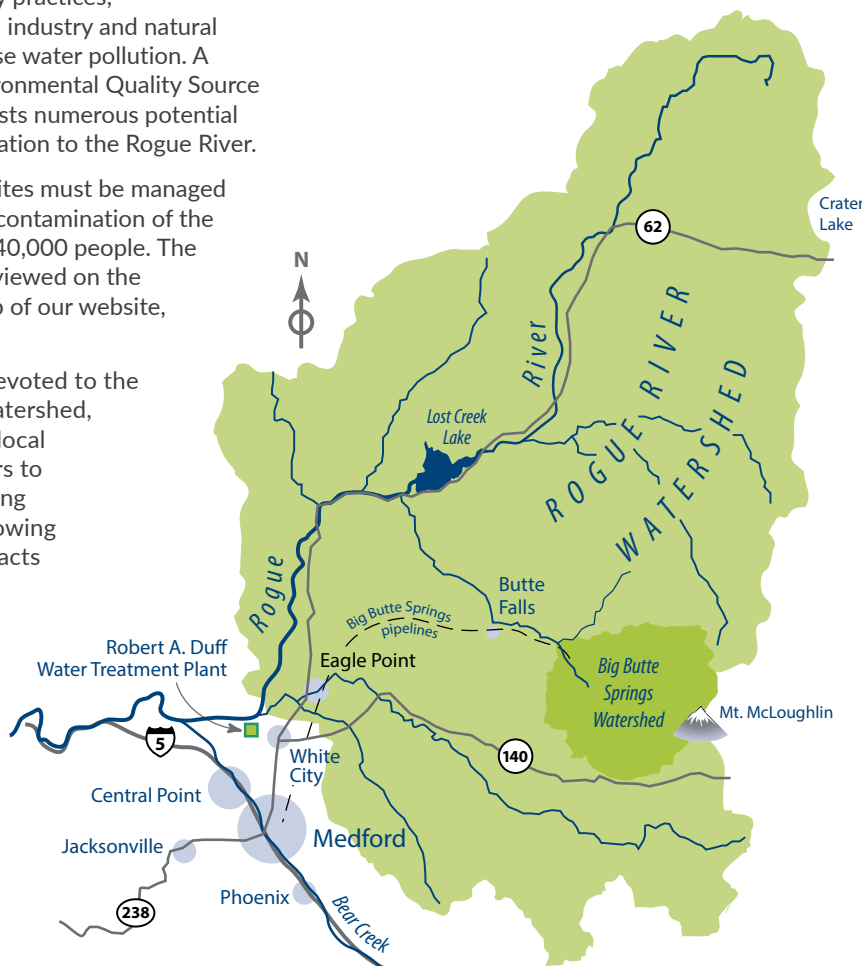 y practices,
industry and natural
se water pollution. A
ronmental Quality Source
sts numerous potential
ation to the Rogue River.
ites must be managed
contamination of the
40,000 people. The
viewed on the
of our website,
evoted to the
atershed,
local
rs to
ng
owing
acts
Crater
Lake
62
N
River
ROGUE RIVER
WATERSHED
Lost Creek
Lake
Rogue
Butte
Falls
Big Butte Springs
pipelines
Robert A. Duff
Water Treatment Plant
Eagle Point
Big Butte
Springs
Watershed
Mt. McLoughlin
5
White
City
140
Central Point
Medford
Jacksonville
Phoenix
Bear Creek
238